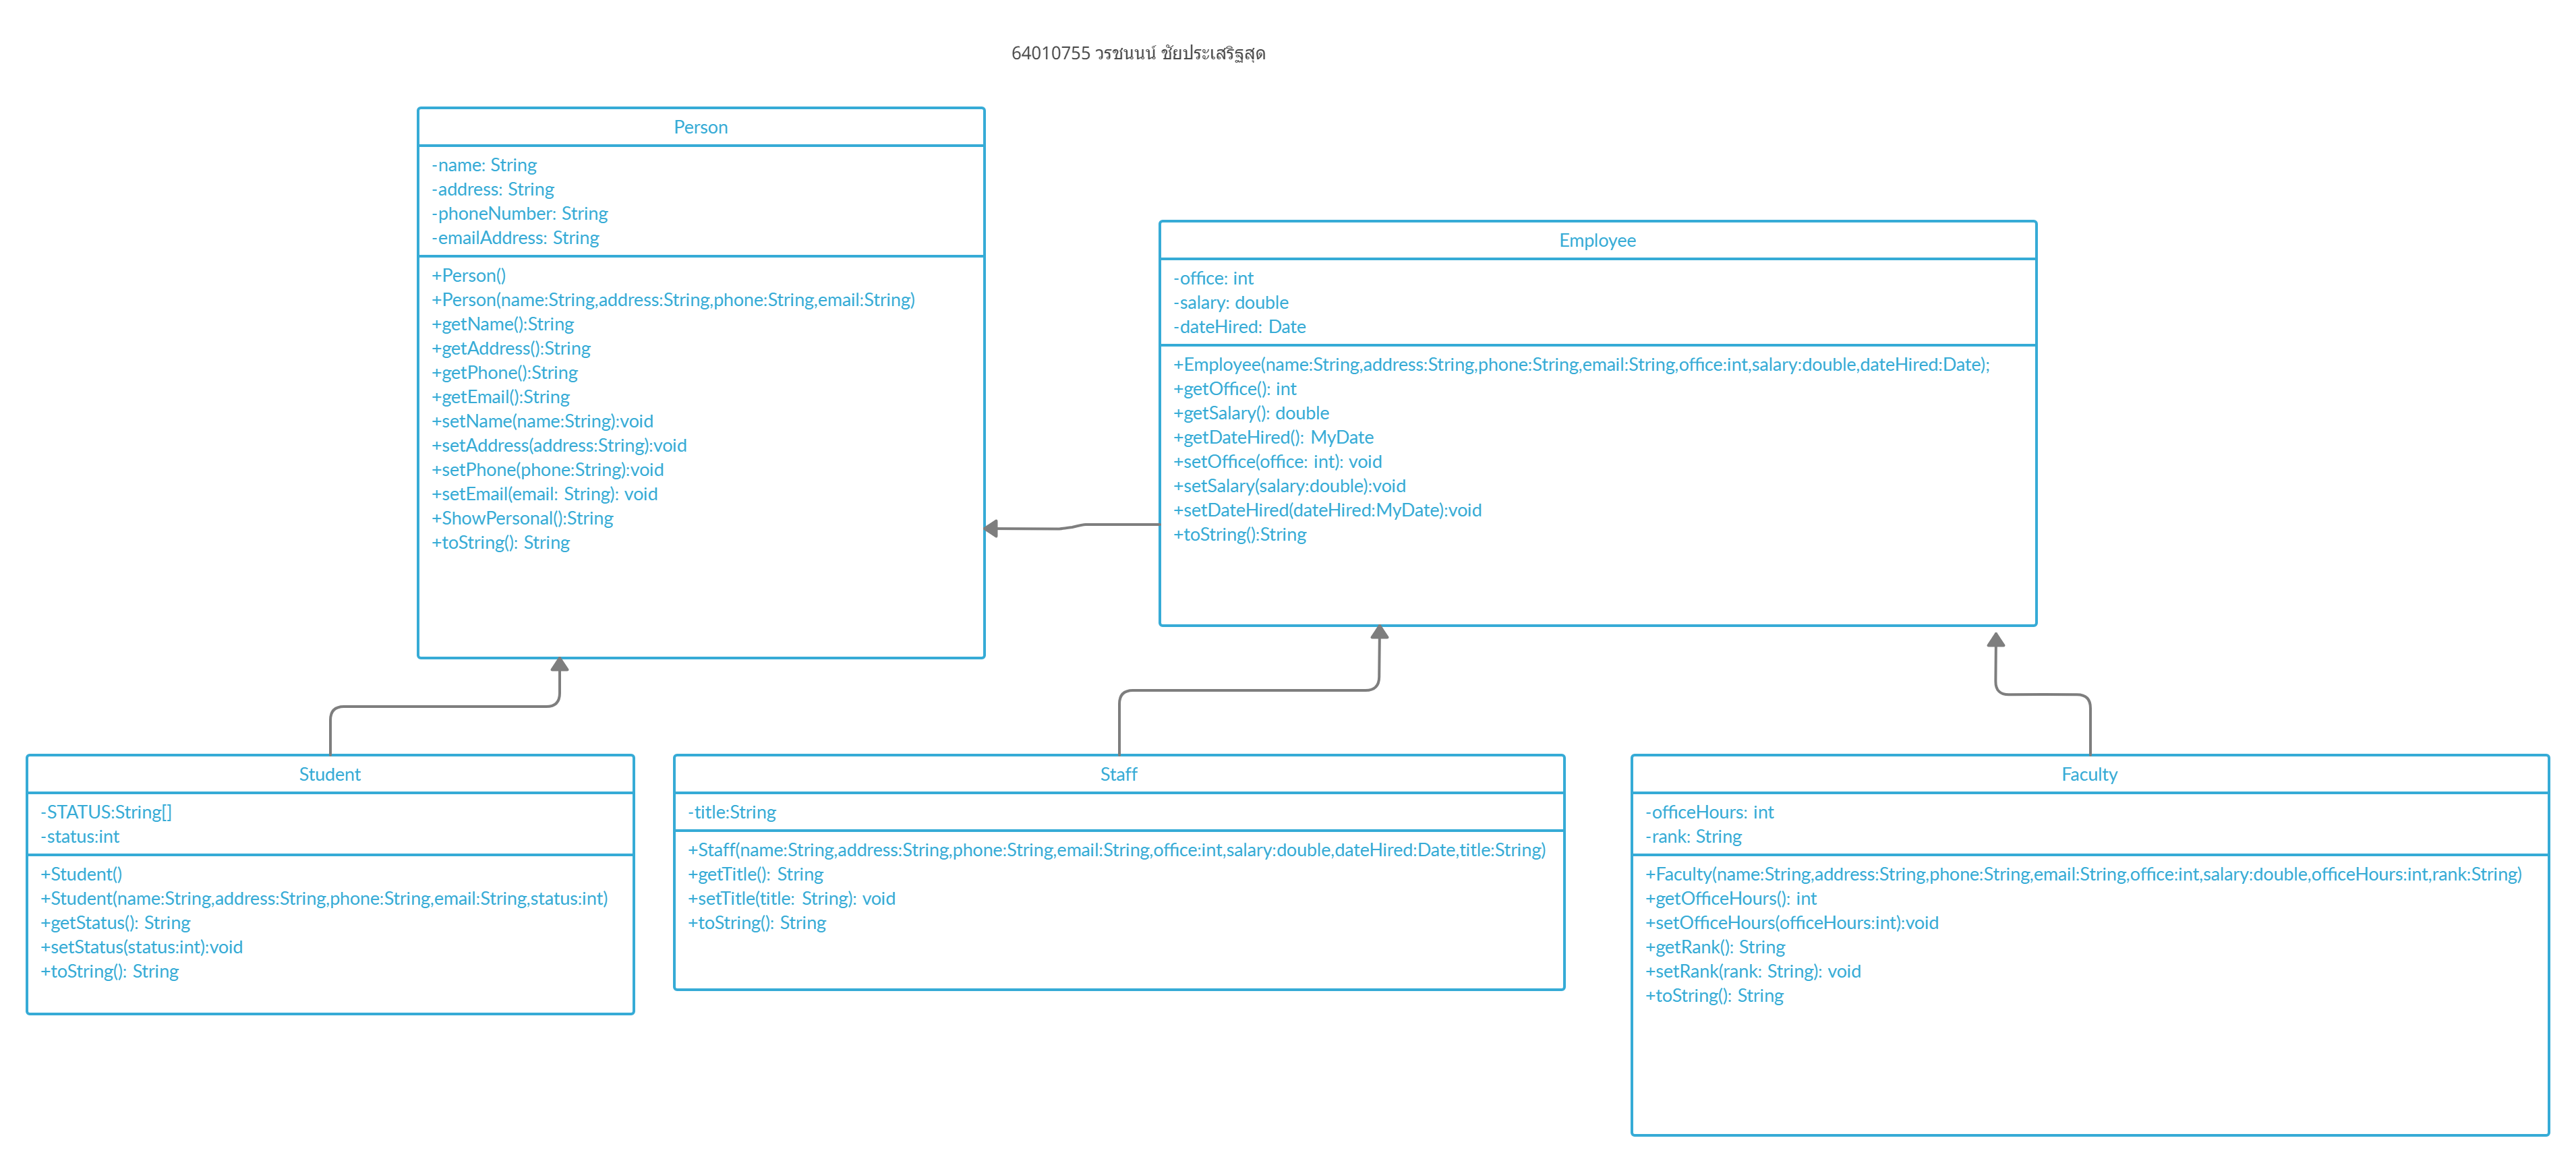 64010755 วรชนนน์ ชัยประเสริฐสุด
Person
-name: String
-address: String
-phoneNumber: String
-emailAddress: String
+Person()
+Person(name:String,address:String,phone:String,email:String)
+getName():String
+getAddress():String
+getPhone():String
+getEmail():String
+setName(name:String):void
+setAddress(address:String):void
+setPhone(phone:String):void
+setEmail(email: String): void
+ShowPersonal():String
+toString(): String
Employee
-office: int
-salary: double
-dateHired: Date
+Employee(name:String,address:String,phone:String,email:String,office:int,salary:double,dateHired:Date);
+getOffice(): int
+getSalary(): double
+getDateHired(): MyDate
+setOffice(office: int): void
+setSalary(salary:double):void
+setDateHired(dateHired:MyDate):void
+toString():String
Student
-STATUS:String[]
-status:int
+Student()
+Student(name:String,address:String,phone:String,email:String,status:int)
+getStatus(): String
+setStatus(status:int):void
+toString(): String
Staff
-title:String
+Staff(name:String,address:String,phone:String,email:String,office:int,salary:double,dateHired:Date,title:String)
+getTitle(): String
+setTitle(title: String): void
+toString(): String
Faculty
-officeHours: int
-rank: String
+Faculty(name:String,address:String,phone:String,email:String,office:int,salary:double,officeHours:int,rank:String)
+getOfficeHours(): int
+setOfficeHours(officeHours:int):void
+getRank(): String
+setRank(rank: String): void
+toString(): String